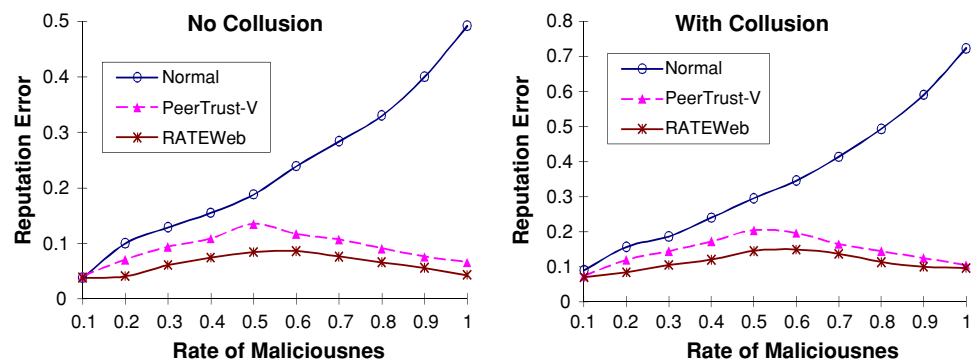 No Collusion
Reputation Error
0.5
0.4
0.3
0.2
0.1
0
Normal
PeerTrust-V
RATEWeb
0.1 0.2 0.3 0.4 0.5 0.6 0.7 0.8 0.9 1
Rate of Maliciousnes
With Collusion
Reputation Error
0.8
0.7
0.6
0.5
0.4
0.3
0.2
0.1
0
Normal
PeerTrust-V
RATEWeb
0.1 0.2 0.3 0.4 0.5 0.6 0.7 0.8 0.9 1
Rate of Maliciousnes